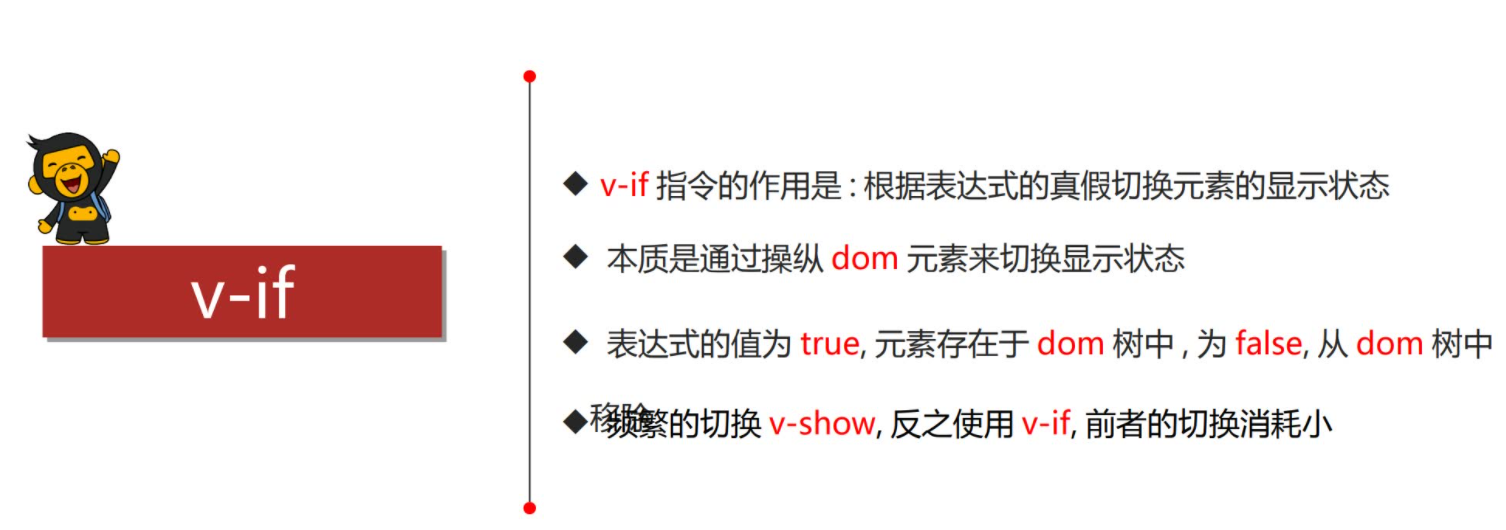 v-if
◆ v-if 指令的作用是 : 根据表达式的真假切换元素的显示状态
◆ 本质是通过操纵 dom 元素来切换显示状态
◆ 表达式的值为 true, 元素存在于 dom 树中 , 为 false, 从 dom 树中
移除
◆ 频繁的切换 v-show, 反之使用 v-if, 前者的切换消耗小